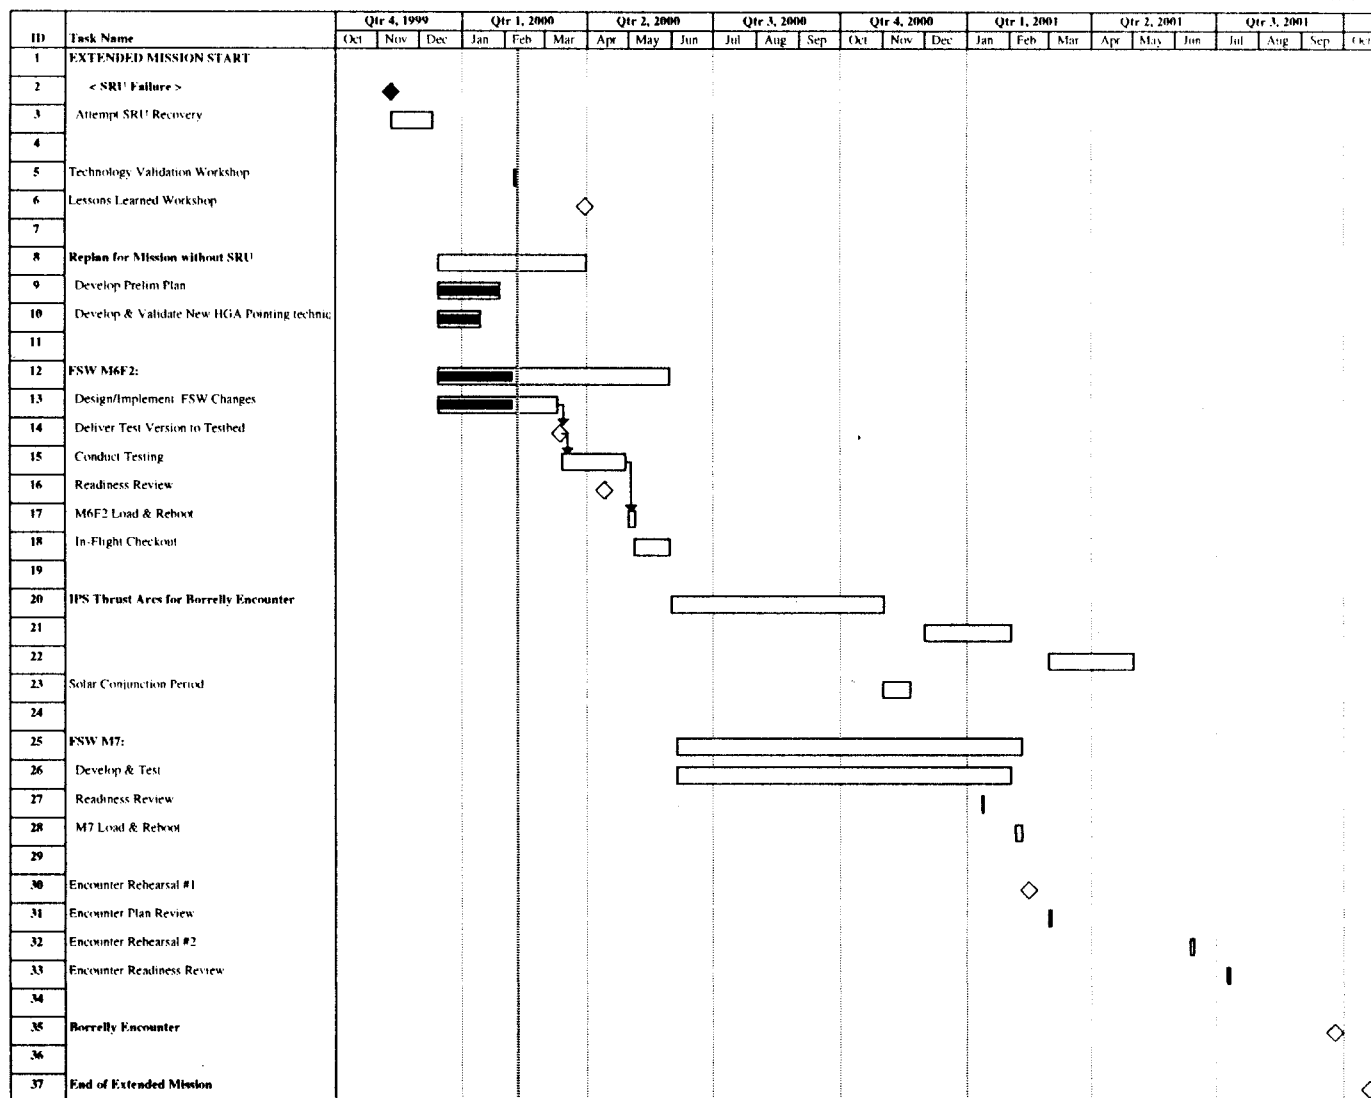 Qtr 4, 1999 Qtr 1, 2000 Qtr 2, 2000 Qtr 3, 2000 Qtr 4, 2000 Qtr 1, 2001 Qtr 2, 2001 Qtr 3, 2001
ID Task Name Oct Nov Dec Jan Feb Mar Apr May Jun Jul Aug Sep Oct Nov Dec Jan Feb Mar Apr May Jun Jul Aug Sep Oct
1 EXTENDED MISSION START
2 < SRU Failure >
3 Attempt SRU Recovery
4
5 Technology Validation Workshop
6 Lessons Learned Workshop
7
8 Replan for Mission without SRU
9 Develop Prelim Plan
10 Develop & Validate New HGA Pointing technic
11
12 FSW M6F2:
13 Design/Implement FSW Changes
14 Deliver Test Version to Testbed
15 Conduct Testing
16 Readiness Review
17 M6F2 Load & Reboot
18 In-Flight Checkout
19
20 IPS Thrust Arcs for Borrelly Encounter
21
22
23 Solar Conjunction Period
24
25 FSW M7:
26 Develop & Test
27 Readiness Review
28 M7 Load & Reboot
29
30 Encounter Rehearsal #1
31 Encounter Plan Review
32 Encounter Rehearsal #2
33 Encounter Readiness Review
34
35 Borrelly Encounter
36
37 End of Extended Mission